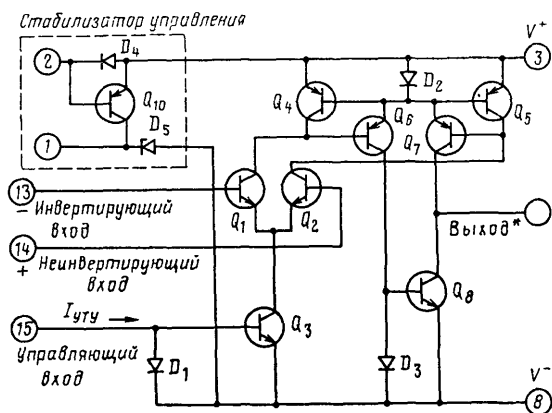 Стабилизатор управления
2
D4
Q10
1
D5
V+
3
D2
Q4
Q5
Q6
Q7
13
– Инвертирующий
вход
Q1
Q2
Выход*
14
+ Неинвертирующий
вход
Q8
15
IУТУ
Q3
Управляющий
вход
D1
D3
V–
8